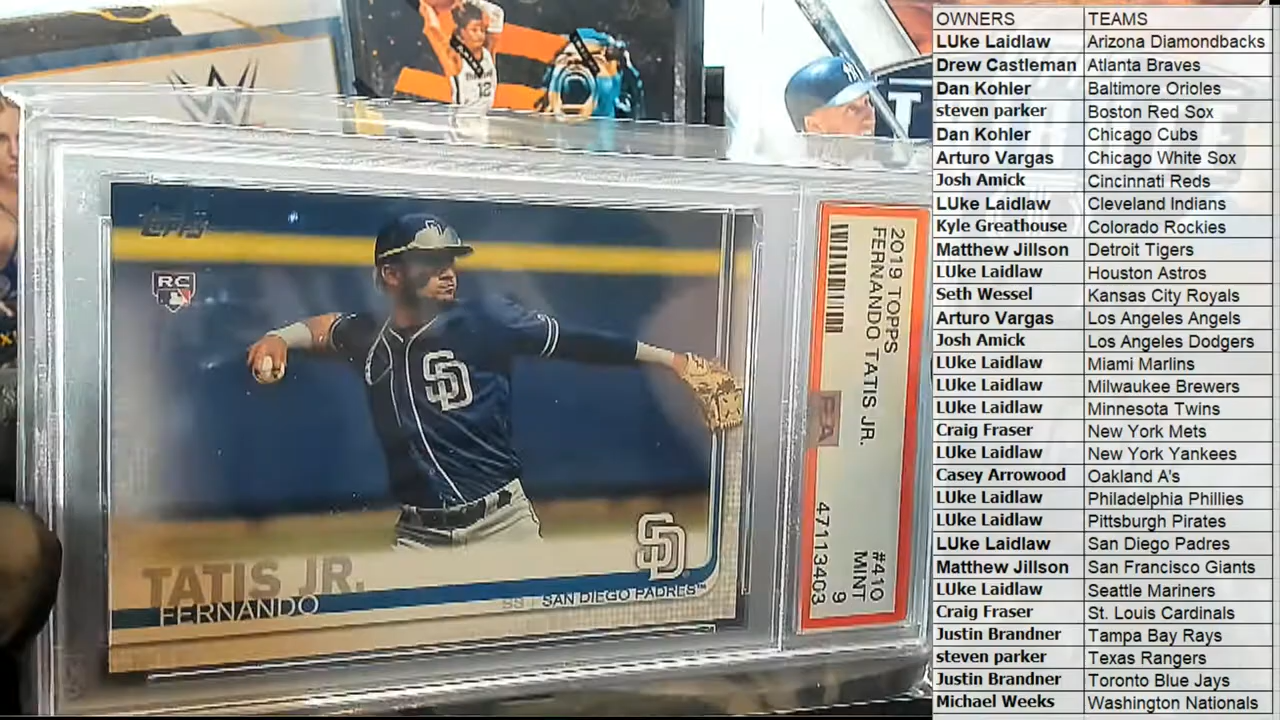 OWNERS TEAMS
LUke Laidlaw Arizona Diamondbacks
Drew Castleman Atlanta Braves
Dan Kohler Baltimore Orioles
steven parker Boston Red Sox
Dan Kohler Chicago Cubs
Arturo Vargas Chicago White Sox
Josh Amick Cincinnati Reds
LUke Laidlaw Cleveland Indians
Kyle Greathouse Colorado Rockies
Matthew Jillson Detroit Tigers
LUke Laidlaw Houston Astros
Seth Wessel Kansas City Royals
Arturo Vargas Los Angeles Angels
Josh Amick Los Angeles Dodgers
LUke Laidlaw Miami Marlins
LUke Laidlaw Milwaukee Brewers
LUke Laidlaw Minnesota Twins
Craig Fraser New York Mets
LUke Laidlaw New York Yankees
Casey Arrowood Oakland A's
LUke Laidlaw Philadelphia Phillies
LUke Laidlaw Pittsburgh Pirates
LUke Laidlaw San Diego Padres
Matthew Jillson San Francisco Giants
LUke Laidlaw Seattle Mariners
Craig Fraser St. Louis Cardinals
Justin Brandner Tampa Bay Rays
steven parker Texas Rangers
Justin Brandner Toronto Blue Jays
Michael Weeks Washington Nationals
W
12
TOPPS
RC
SD
SD
TATIS JR.
FERNANDO
SS SAN DIEGO PADRES™
2019 TOPPS #410
FERNANDO TATIS JR. MINT 9
PSA 47113403